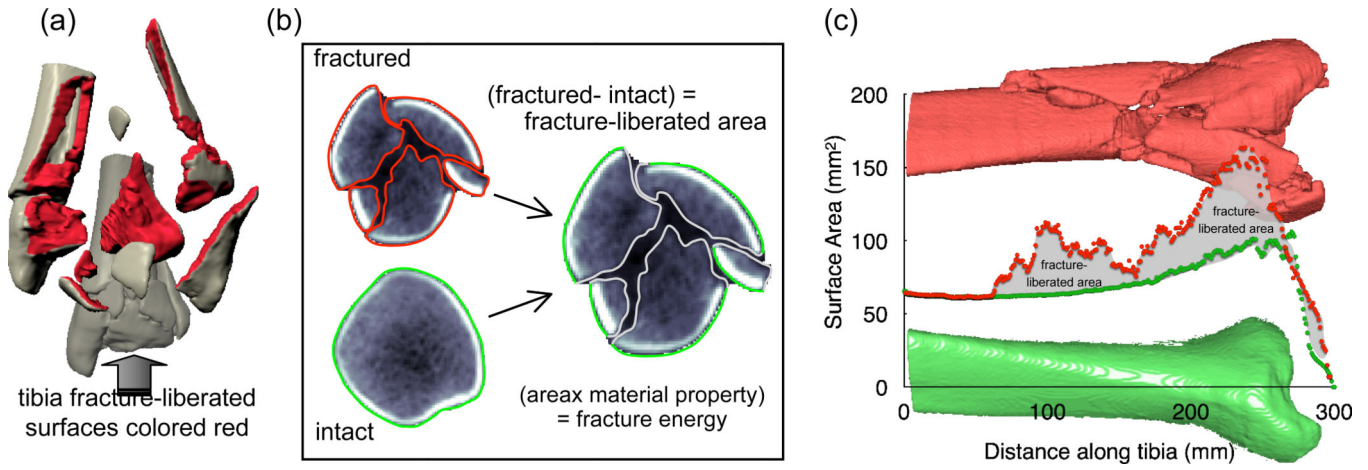 (a)
tibia fracture-liberated
surfaces colored red
(b)
fractured
(fractured- intact) =
fracture-liberated area
(areax material property)
= fracture energy
intact
(c)
Surface Area (mm²)
200
150
100
50
0
fracture-
liberated area
fracture-
liberated area
0
100
200
300
Distance along tibia (mm)